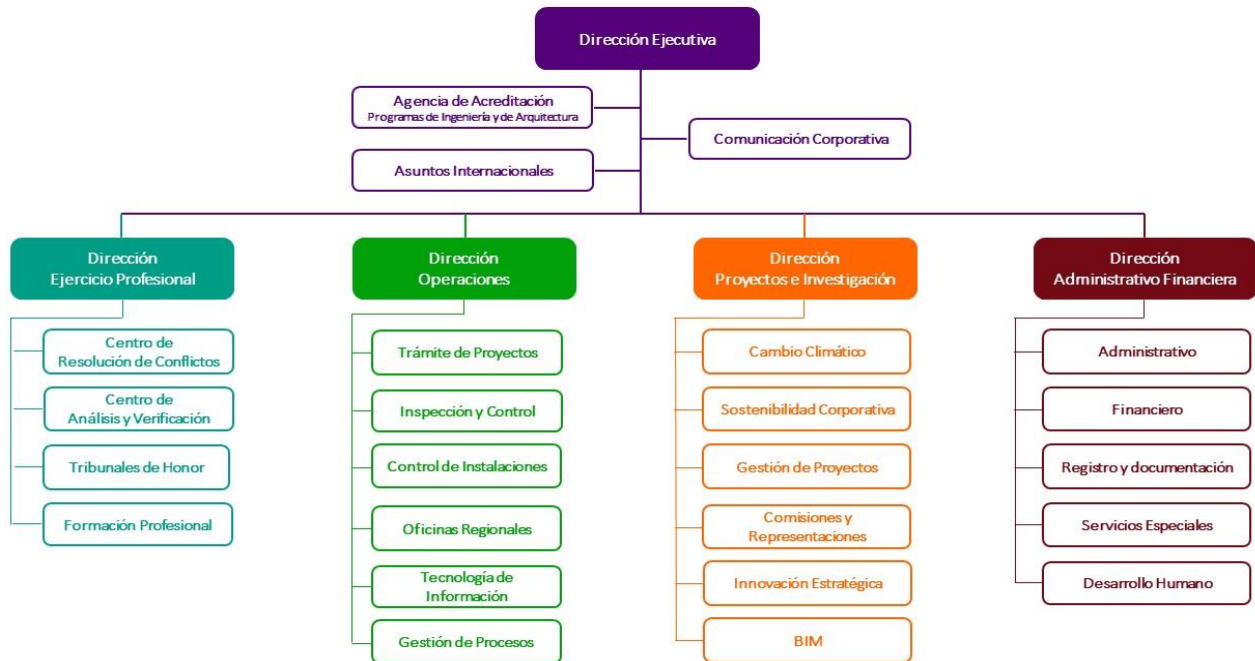 Dirección Ejecutiva
Agencia de Acreditación
Programas de Ingeniería y de Arquitectura
Comunicación Corporativa
Asuntos Internacionales
Dirección
Ejercicio Profesional
Centro de
Resolución de Conflictos
Centro de
Análisis y Verificación
Tribunales de Honor
Formación Profesional
Dirección
Operaciones
Trámite de Proyectos
Inspección y Control
Control de Instalaciones
Oficinas Regionales
Tecnología de
Información
Gestión de Procesos
Dirección
Proyectos e Investigación
Cambio Climático
Sostenibilidad Corporativa
Gestión de Proyectos
Comisiones y
Representaciones
Innovación Estratégica
BIM
Dirección
Administrativo Financiera
Administrativo
Financiero
Registro y documentación
Servicios Especiales
Desarrollo Humano